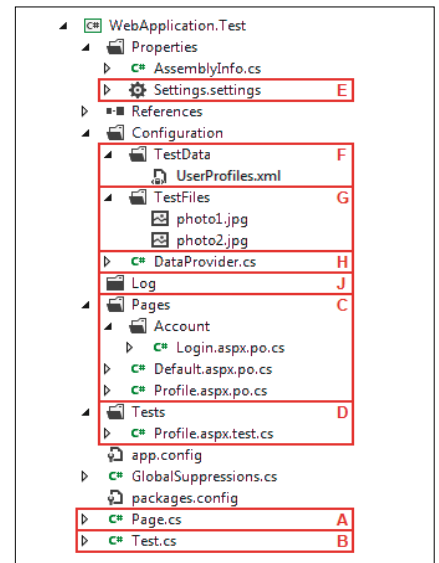 C# WebApplication.Test
Properties
C# AssemblyInfo.cs
Settings.settings E
References
Configuration
TestData F
UserProfiles.xml
TestFiles G
photo1.jpg
photo2.jpg
C# DataProvider.cs H
Log J
Pages C
Account
C# Login.aspx.po.cs
C# Default.aspx.po.cs
C# Profile.aspx.po.cs
Tests D
C# Profile.aspx.test.cs
app.config
C# GlobalSuppressions.cs
packages.config
C# Page.cs A
C# Test.cs B